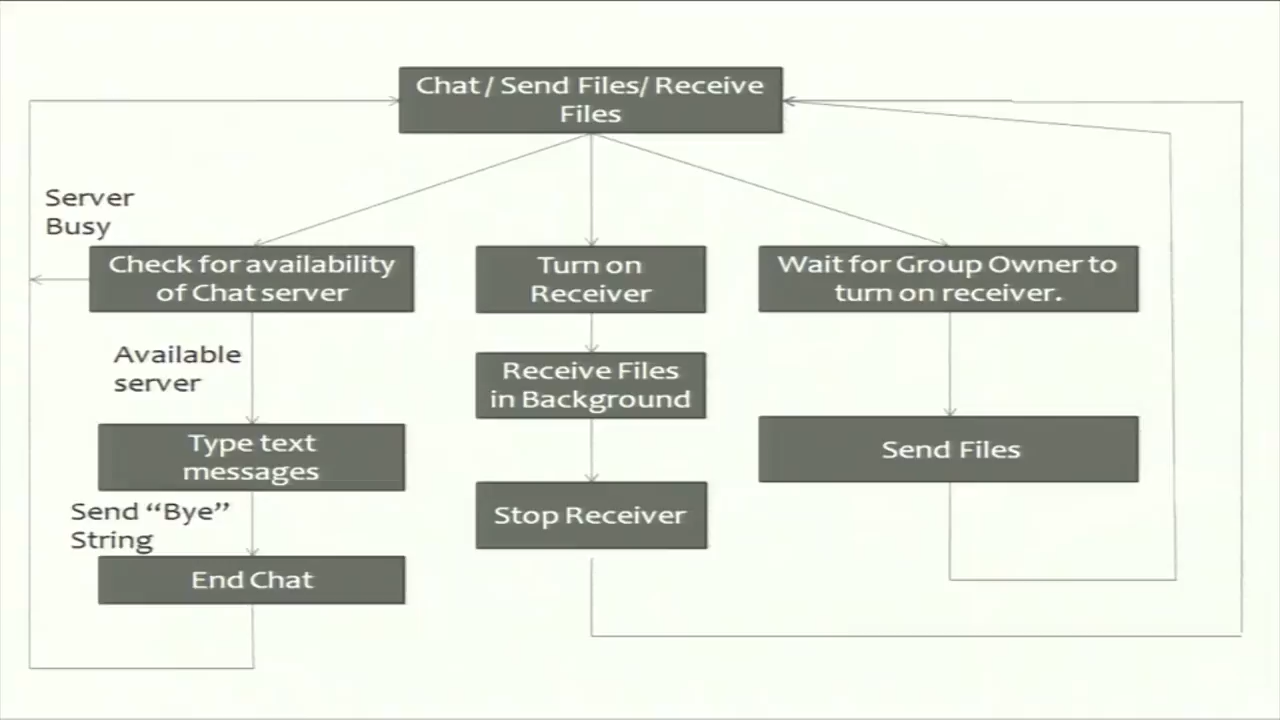 Chat / Send Files/ Receive
Files
Server
Busy
Check for availability
of Chat server
Turn on
Receiver
Wait for Group Owner to
turn on receiver.
Available
server
Receive Files
in Background
Type text
messages
Send Files
Send “Bye”
String
Stop Receiver
End Chat